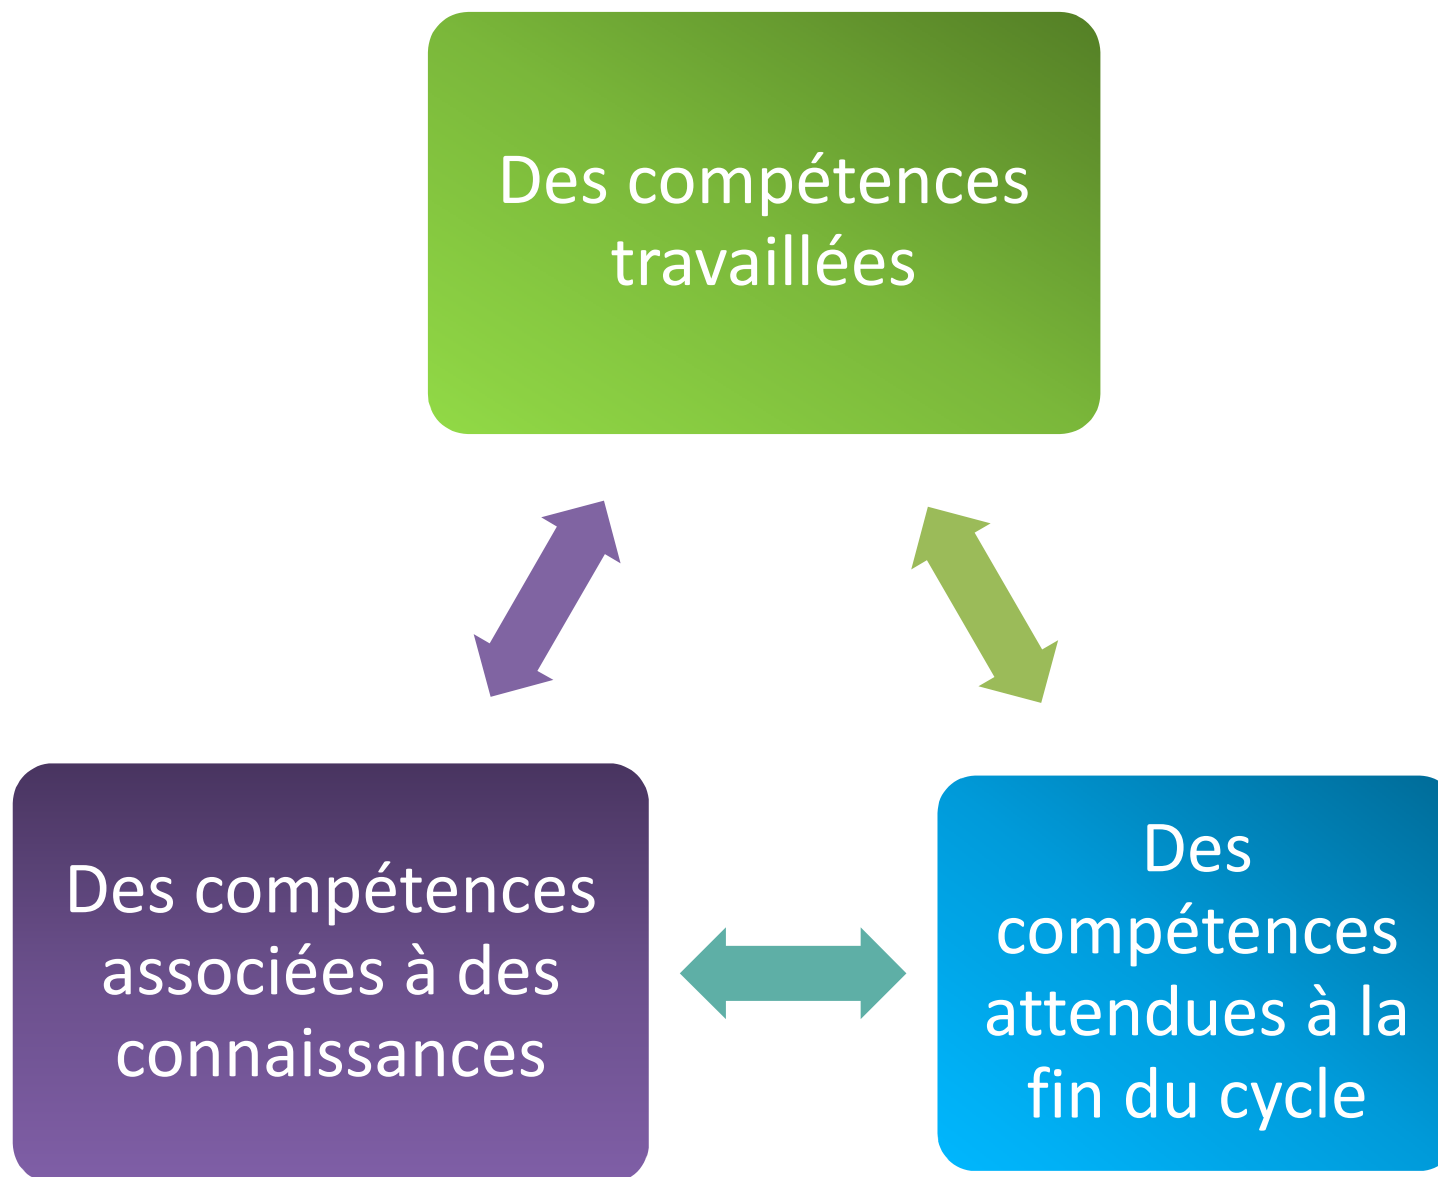 Des compétences
travaillées
Des compétences
associées à des
connaissances
Des
compétences
attendues à la
fin du cycle